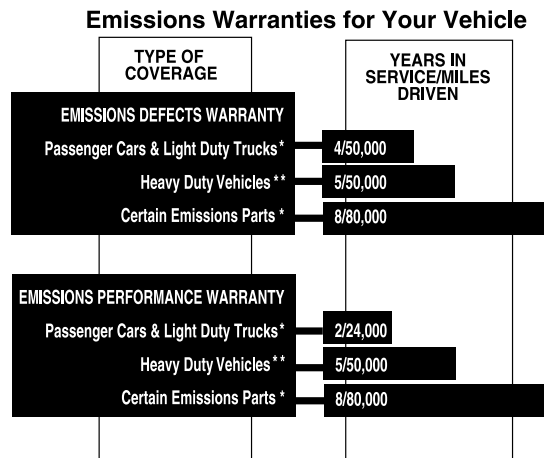 Emissions Warranties for Your Vehicle
TYPE OF
COVERAGE
YEARS IN
SERVICE/MILES
DRIVEN
EMISSIONS DEFECTS WARRANTY
Passenger Cars & Light Duty Trucks* 4/50,000
Heavy Duty Vehicles** 5/50,000
Certain Emissions Parts * 8/80,000
EMISSIONS PERFORMANCE WARRANTY
Passenger Cars & Light Duty Trucks* 2/24,000
Heavy Duty Vehicles** 5/50,000
Certain Emissions Parts * 8/80,000